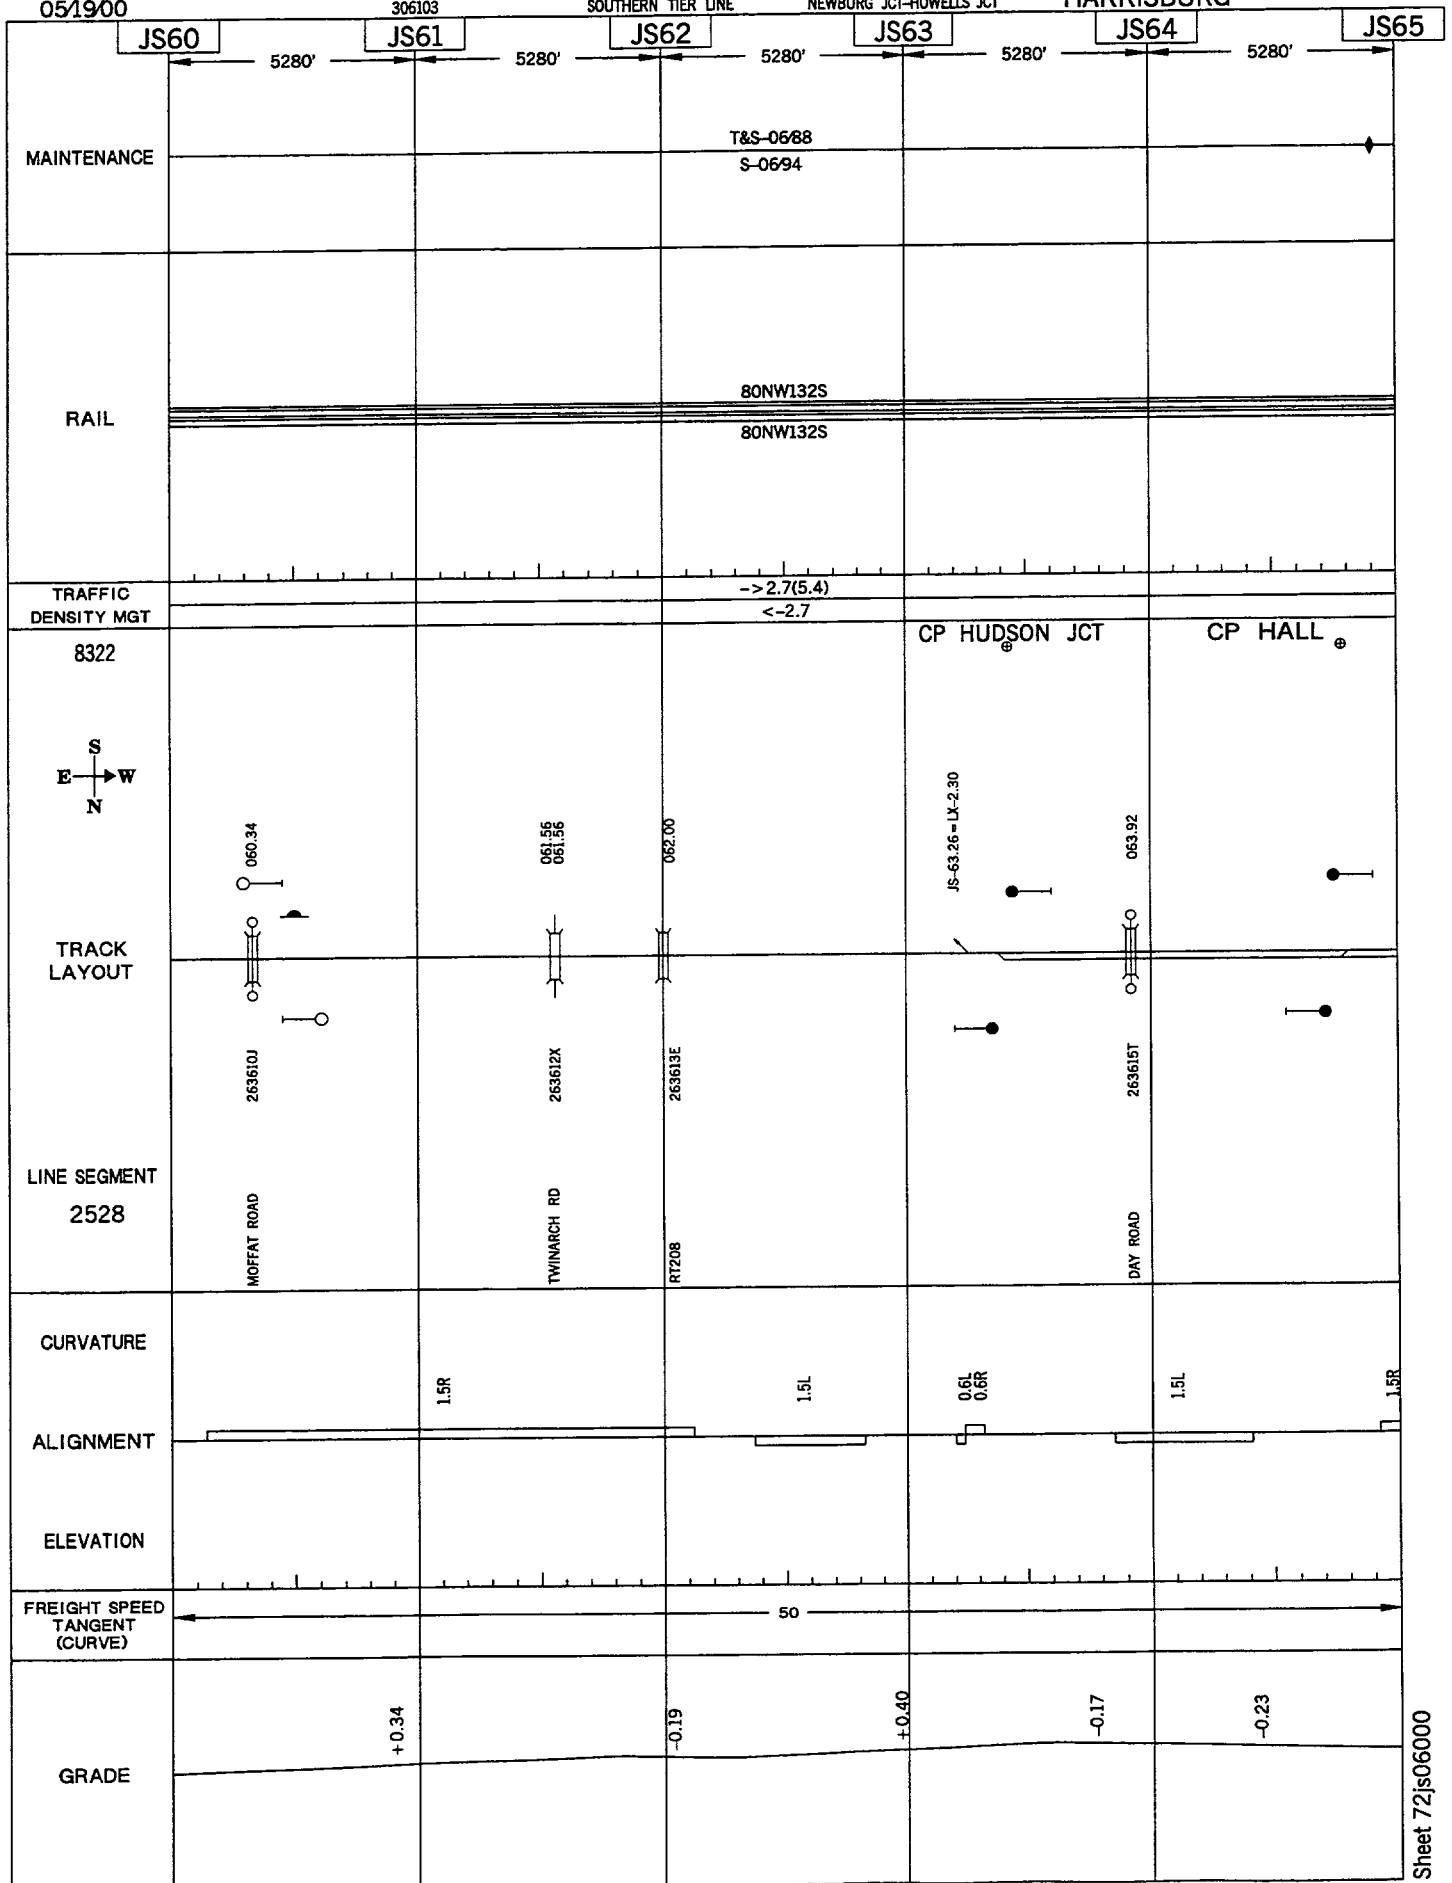 05/19/00 306103 SOUTHERN TIER LINE NEWBURG JCT-HOWELLS JCT HARRISBURG
JS60 JS61 JS62 JS63 JS64 JS65
5280' 5280' 5280' 5280' 5280'
MAINTENANCE
T&S-06/88
S-06/94
RAIL
80NW132S
80NW132S
TRAFFIC
DENSITY MGT
->2.7(5.4)
<-2.7
8322
CP HUDSON JCT
CP HALL
S
E W
N
060.34
061.56
061.56
062.00
JS-63.26=LX-2.30
063.92
TRACK
LAYOUT
263610J
263612X
263613E
263615T
LINE SEGMENT
2528
MOFFAT ROAD
TWINARCH RD
RT208
DAY ROAD
CURVATURE
1.5R
1.5L
0.6L
0.6R
1.5L
1.5R
ALIGNMENT
ELEVATION
FREIGHT SPEED
TANGENT
(CURVE)
50
+0.34
-0.19
+0.40
-0.17
-0.23
GRADE
Sheet 72js06000